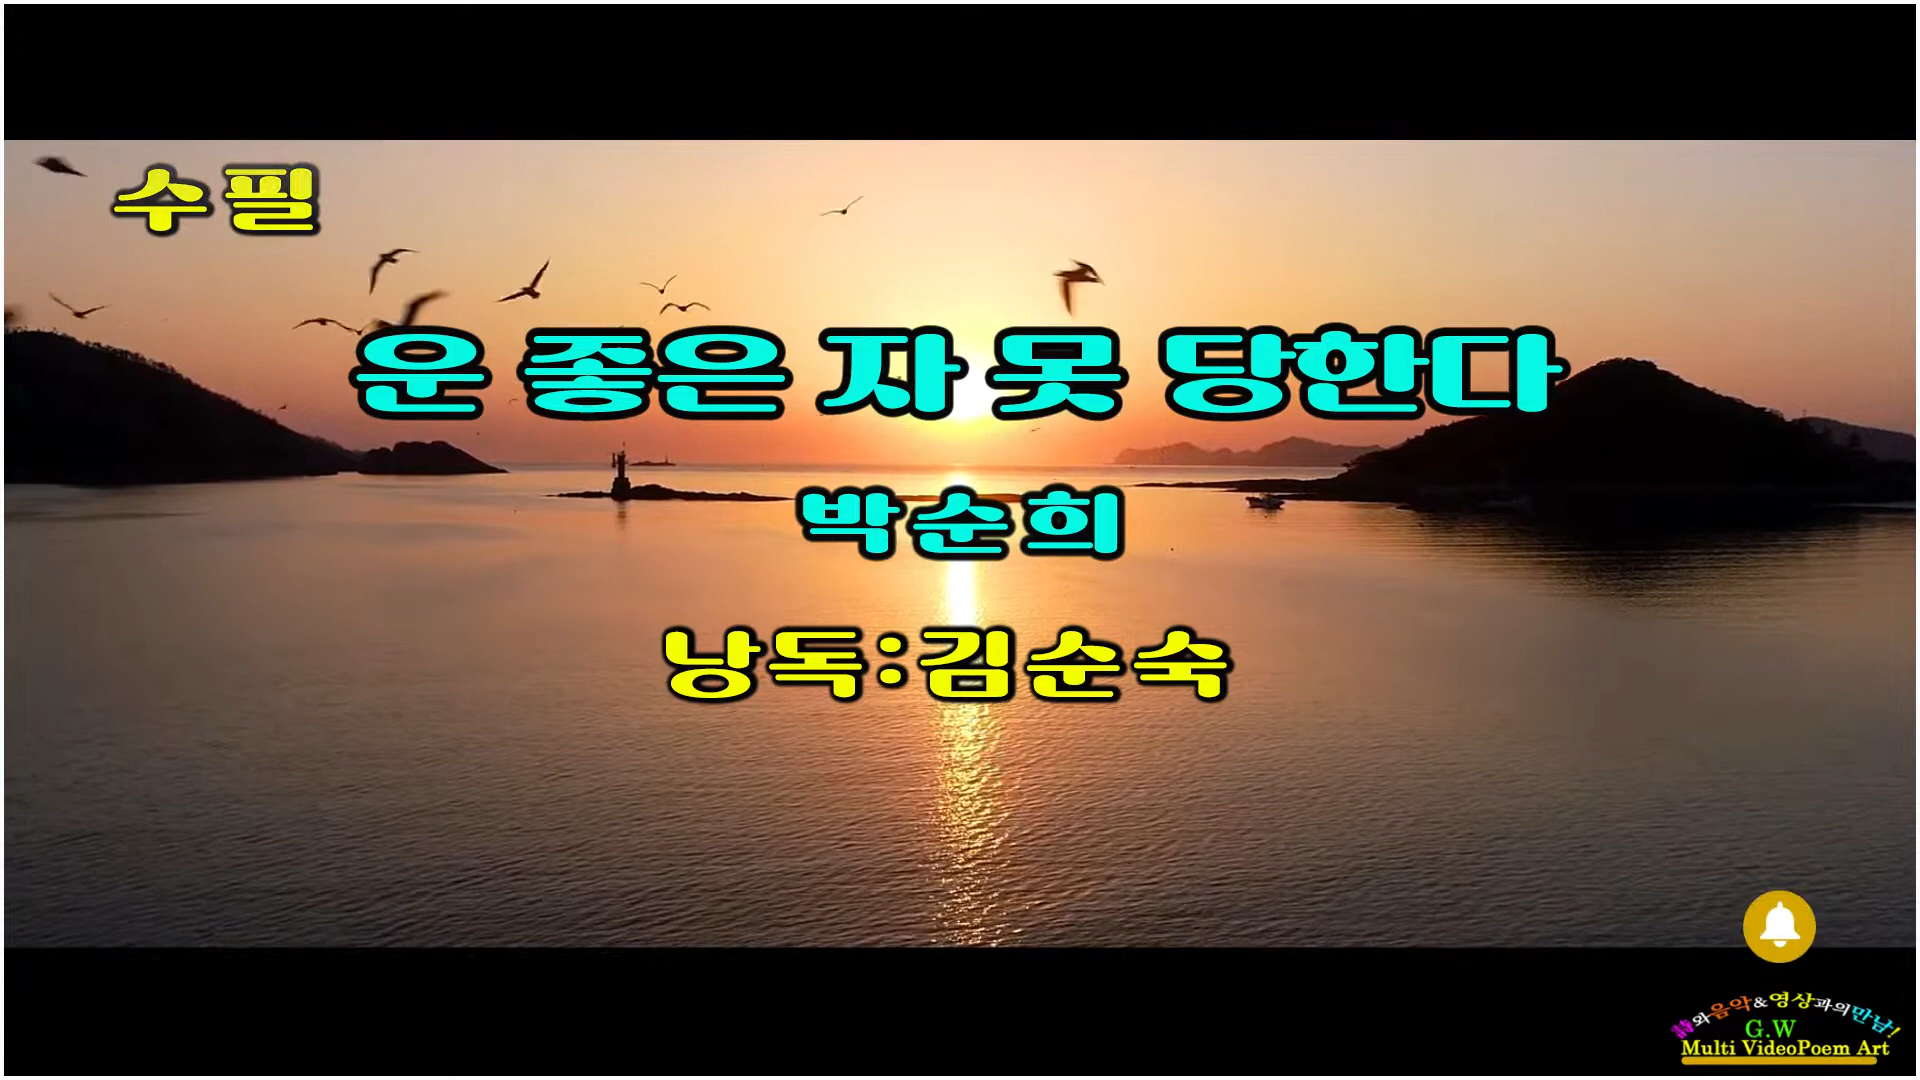 수필
운 좋은 자 못 당한다
박순희
낭독:김순숙
詩와음악&영상과의만남!
G.W
Multi VideoPoem Art